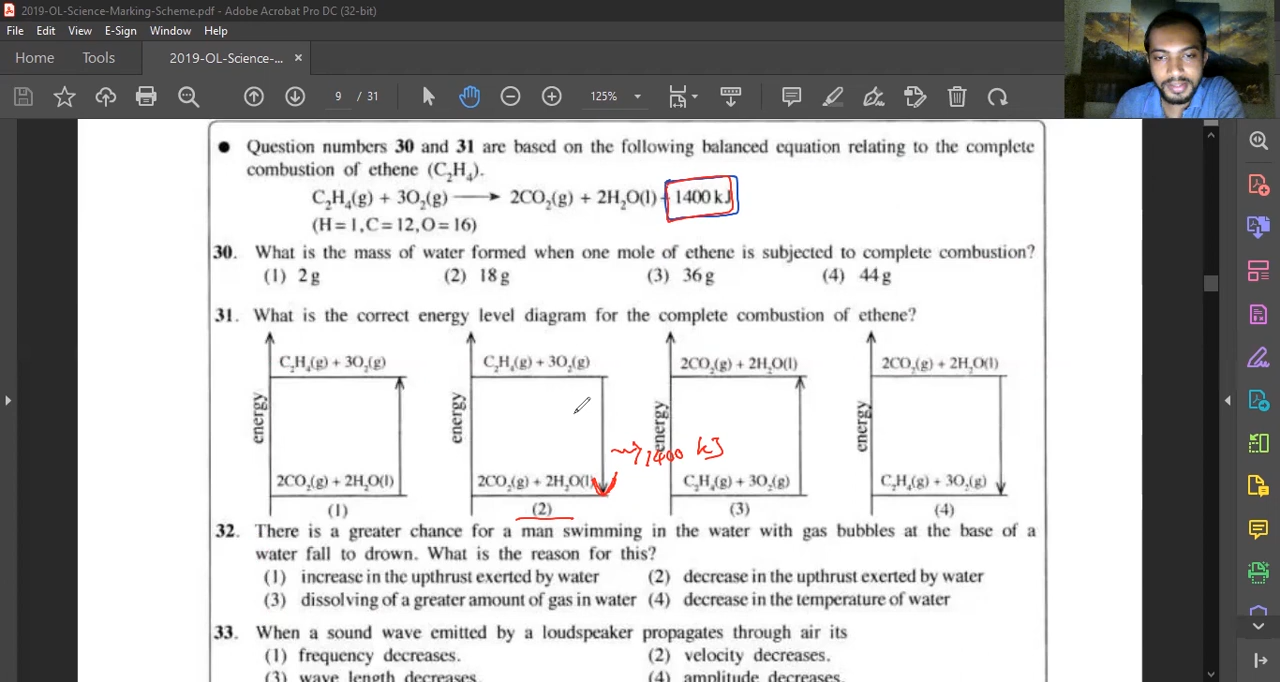 2019-OL-Science-Marking-Scheme.pdf - Adobe Acrobat Pro DC (32-bit)
File Edit View E-Sign Window Help
Home Tools 2019-OL-Science-... ×
9 / 31 125%
● Question numbers 30 and 31 are based on the following balanced equation relating to the complete
combustion of ethene (C₂H₄).
C₂H₄(g) + 3O₂(g) ⟶ 2CO₂(g) + 2H₂O(l) + 1400 kJ
(H = 1, C = 12, O = 16)
30. What is the mass of water formed when one mole of ethene is subjected to complete combustion?
(1) 2 g (2) 18 g (3) 36 g (4) 44 g
31. What is the correct energy level diagram for the complete combustion of ethene?
C₂H₄(g) + 3O₂(g) C₂H₄(g) + 3O₂(g) 2CO₂(g) + 2H₂O(l) 2CO₂(g) + 2H₂O(l)
energy energy energy energy
1400 kJ
2CO₂(g) + 2H₂O(l) 2CO₂(g) + 2H₂O(l) C₂H₄(g) + 3O₂(g) C₂H₄(g) + 3O₂(g)
(1) (2) (3) (4)
32. There is a greater chance for a man swimming in the water with gas bubbles at the base of a
water fall to drown. What is the reason for this?
(1) increase in the upthrust exerted by water (2) decrease in the upthrust exerted by water
(3) dissolving of a greater amount of gas in water (4) decrease in the temperature of water
33. When a sound wave emitted by a loudspeaker propagates through air its
(1) frequency decreases. (2) velocity decreases.
(3) wave length decreases. (4) amplitude decreases.